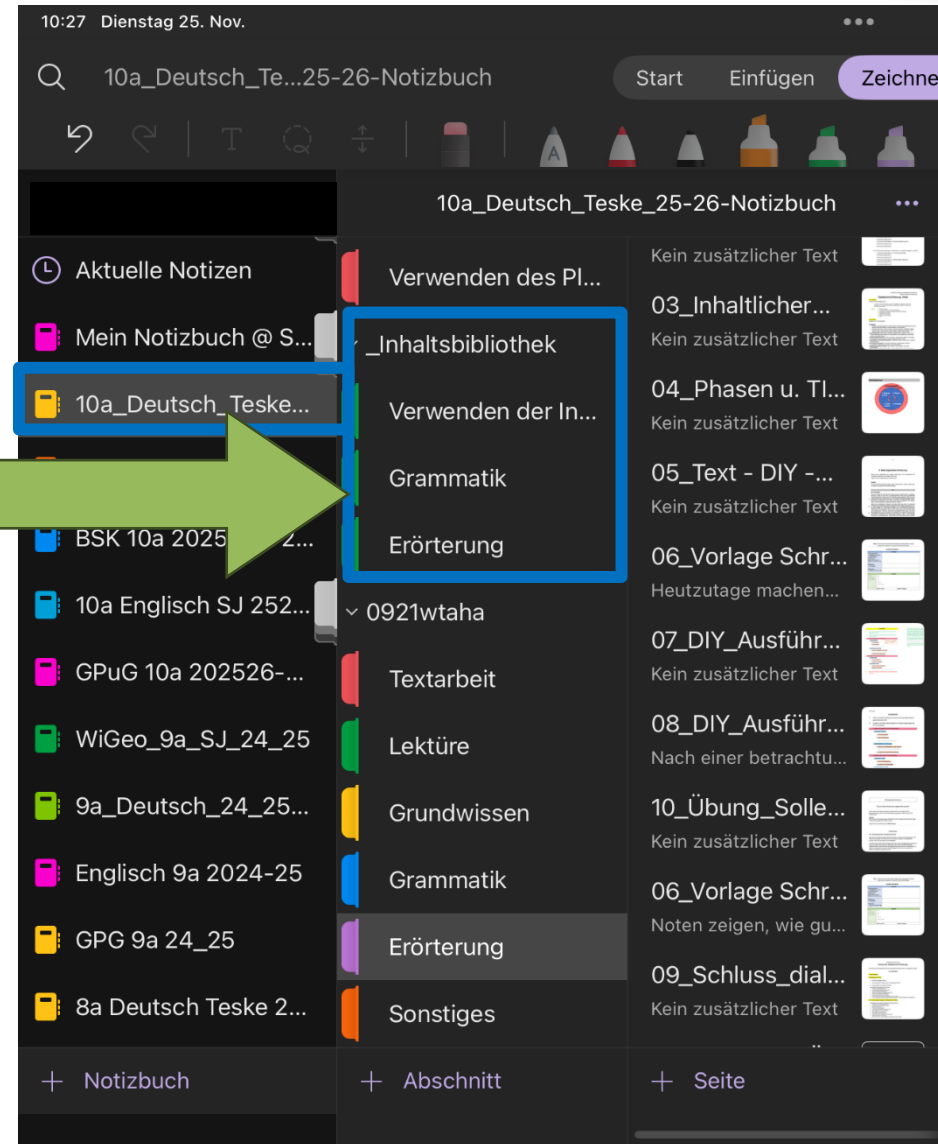 10:27 Dienstag 25. Nov.
10a_Deutsch_Te...25-26-Notizbuch
Start
Einfügen
Zeichne
T
A
10a_Deutsch_Teske_25-26-Notizbuch
Aktuelle Notizen
Mein Notizbuch @ S...
10a_Deutsch_Teske...
BSK 10a 2025
2...
10a Englisch SJ 252...
GPuG 10a 202526-...
WiGeo_9a_SJ_24_25
9a_Deutsch_24_25...
Englisch 9a 2024-25
GPG 9a 24_25
8a Deutsch Teske 2...
+ Notizbuch
Verwenden des Pl...
_Inhaltsbibliothek
Verwenden der In...
Grammatik
Erörterung
0921wtaha
Textarbeit
Lektüre
Grundwissen
Grammatik
Erörterung
Sonstiges
+ Abschnitt
Kein zusätzlicher Text
03_Inhaltlicher...
Kein zusätzlicher Text
04_Phasen u. TI...
Kein zusätzlicher Text
05_Text - DIY -...
Kein zusätzlicher Text
06_Vorlage Schr...
Heutzutage machen...
07_DIY_Ausführ...
Kein zusätzlicher Text
08_DIY_Ausführ...
Nach einer betrachtu...
10_Übung_Solle...
Kein zusätzlicher Text
06_Vorlage Schr...
Noten zeigen, wie gu...
09_Schluss_dial...
Kein zusätzlicher Text
+ Seite